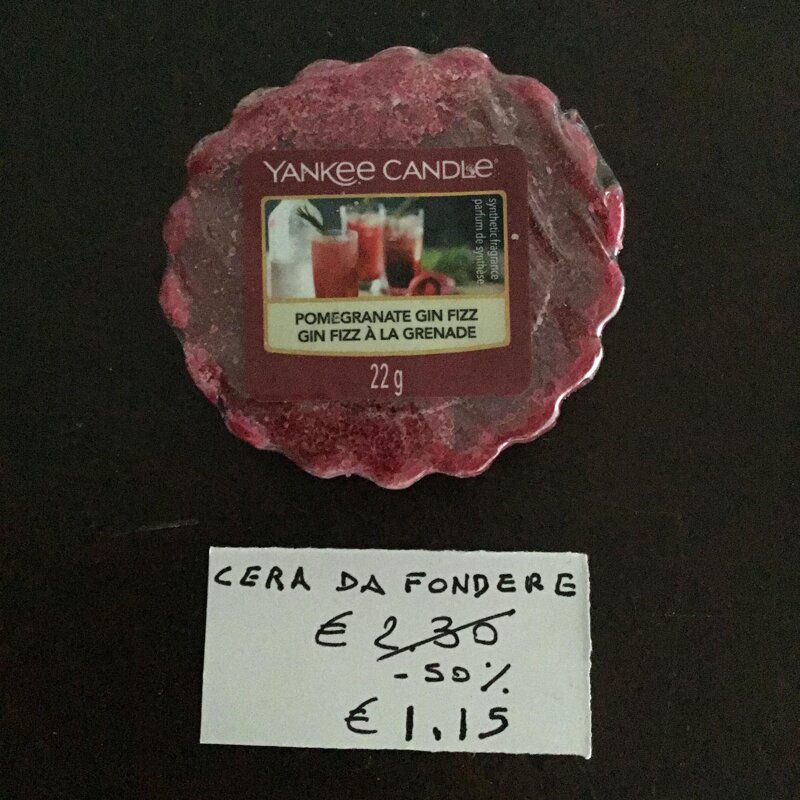 YANKEE CANDLE®
synthetic fragrance
parfum de synthèse
POMEGRANATE GIN FIZZ
GIN FIZZ À LA GRENADE
22 g
CERA DA FONDERE
€ 2.30
-50%
€ 1.15